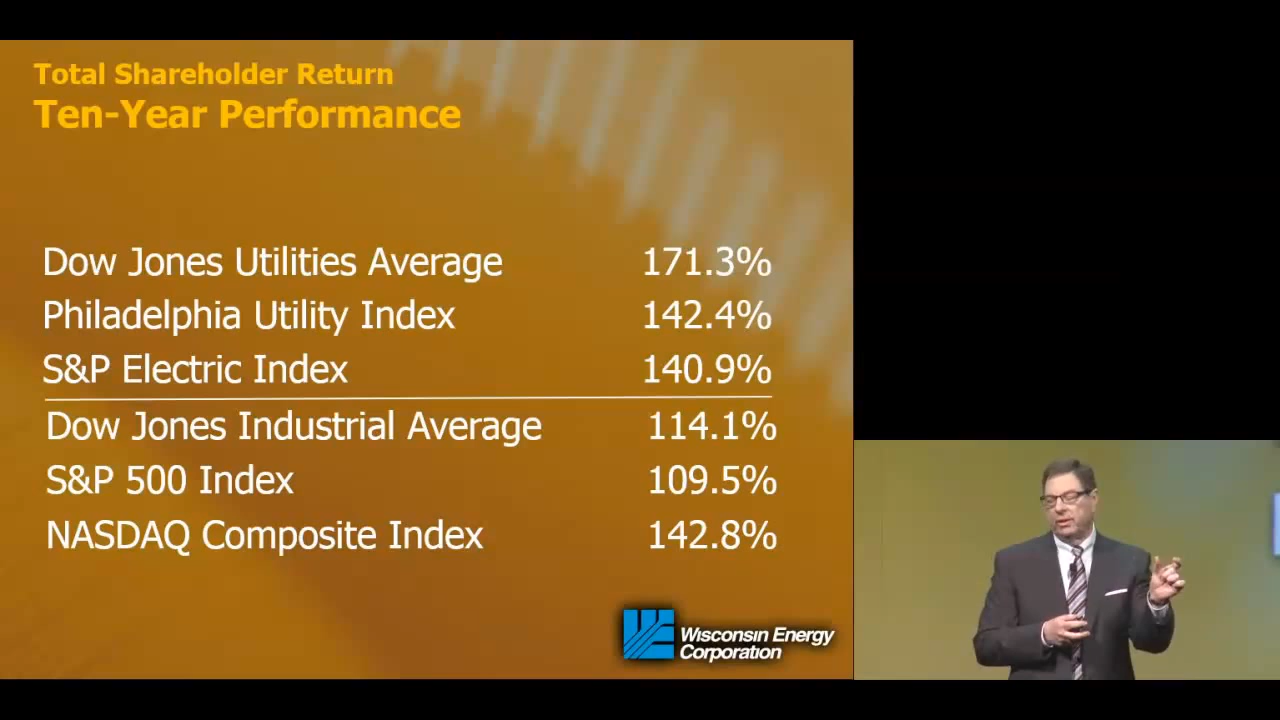 Total Shareholder Return
Ten-Year Performance
Dow Jones Utilities Average 171.3%
Philadelphia Utility Index 142.4%
S&P Electric Index 140.9%
Dow Jones Industrial Average 114.1%
S&P 500 Index 109.5%
NASDAQ Composite Index 142.8%
Wisconsin Energy
Corporation